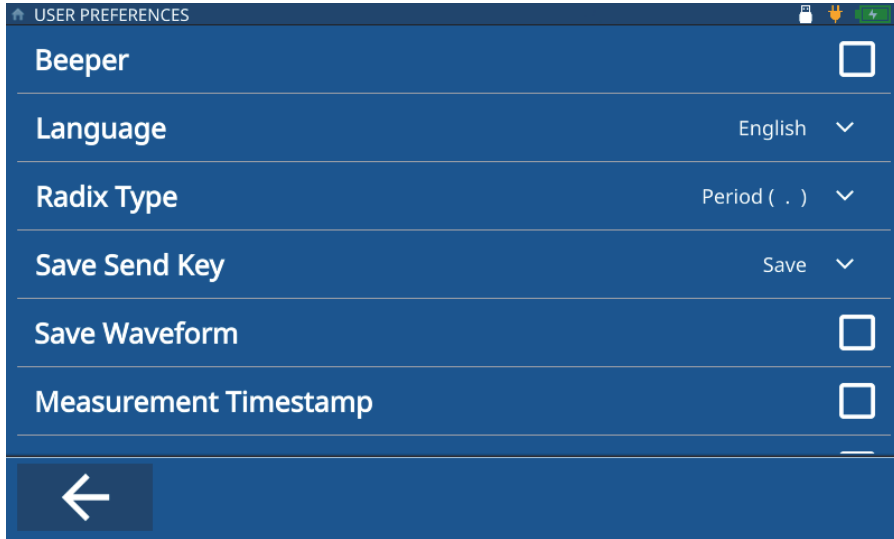 USER PREFERENCES
Beeper
Language English
Radix Type Period ( . )
Save Send Key Save
Save Waveform
Measurement Timestamp